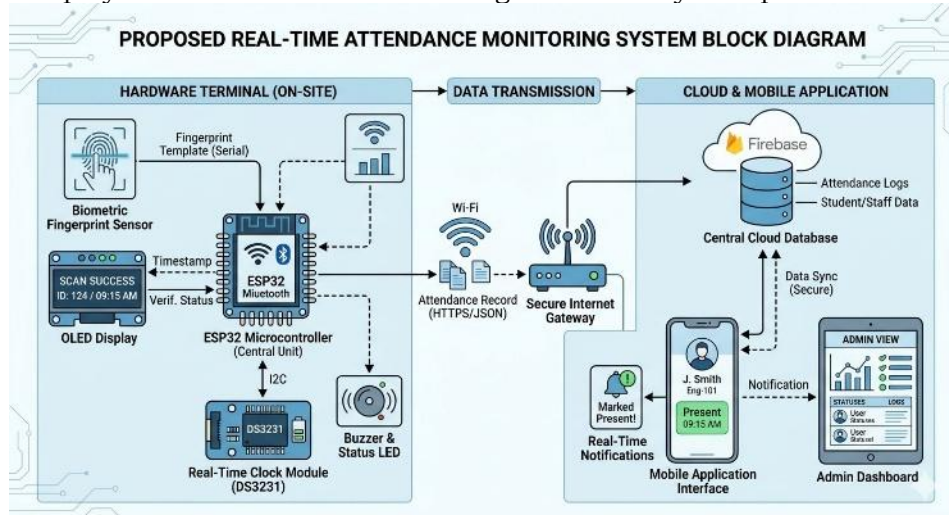 PROPOSED REAL-TIME ATTENDANCE MONITORING SYSTEM BLOCK DIAGRAM
HARDWARE TERMINAL (ON-SITE)
DATA TRANSMISSION
CLOUD & MOBILE APPLICATION
Fingerprint
Template (Serial)
Biometric
Fingerprint Sensor
Timestamp
SCAN SUCCESS
ID: 124 / 09:15 AM
Verif. Status
OLED Display
ESP32
Miuetooth
ESP32 Microcontroller
(Central Unit)
I2C
DS3231
Real-Time Clock Module
(DS3231)
Buzzer &
Status LED
Wi-Fi
Attendance Record
(HTTPS/JSON)
Secure Internet
Gateway
Firebase
Attendance Logs
Student/Staff Data
Central Cloud Database
Data Sync
(Secure)
Marked
Present!
Real-Time
Notifications
J. Smith
Eng-101
Present
09:15 AM
Mobile Application
Interface
Notification
ADMIN VIEW
STATUSES LOGS
User
User
Admin Dashboard